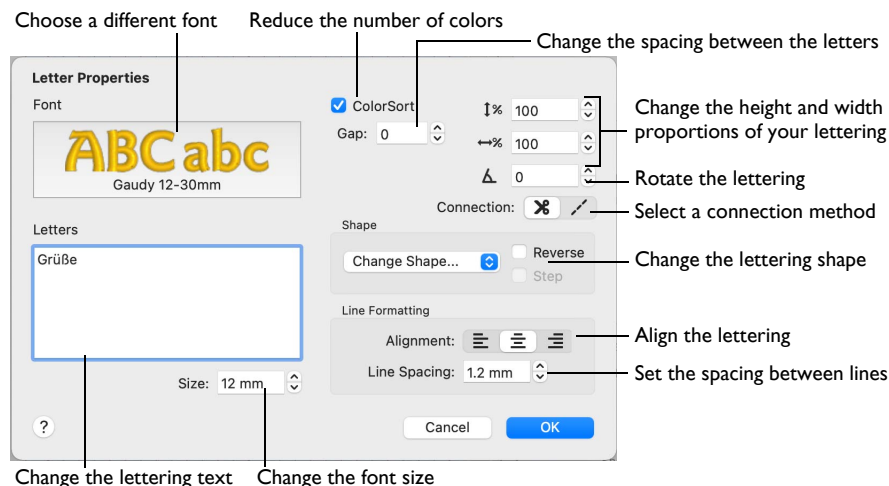 Choose a different font
Reduce the number of colors
Change the spacing between the letters
Letter Properties
Font
ABC abc
Gaudy 12-30mm
ColorSort
Gap: 0
% 100
% 100
0
Change the height and width
proportions of your lettering
Rotate the lettering
Connection:
Select a connection method
Letters
Grüße
Shape
Change Shape...
Reverse
Step
Change the lettering shape
Line Formatting
Alignment:
Align the lettering
Line Spacing: 1.2 mm
Set the spacing between lines
Size: 12 mm
?
Cancel
OK
Change the lettering text
Change the font size